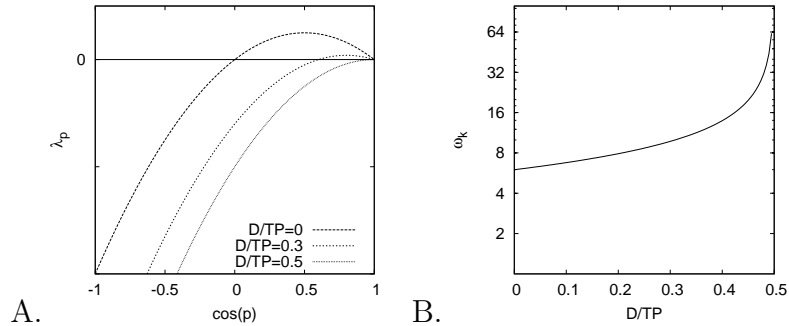 0
λp
D/TP=0
D/TP=0.3
D/TP=0.5
-1 -0.5 0 0.5 1
cos(p)
A.
64
32
16
8
4
2
ωk
0 0.1 0.2 0.3 0.4 0.5
D/TP
B.